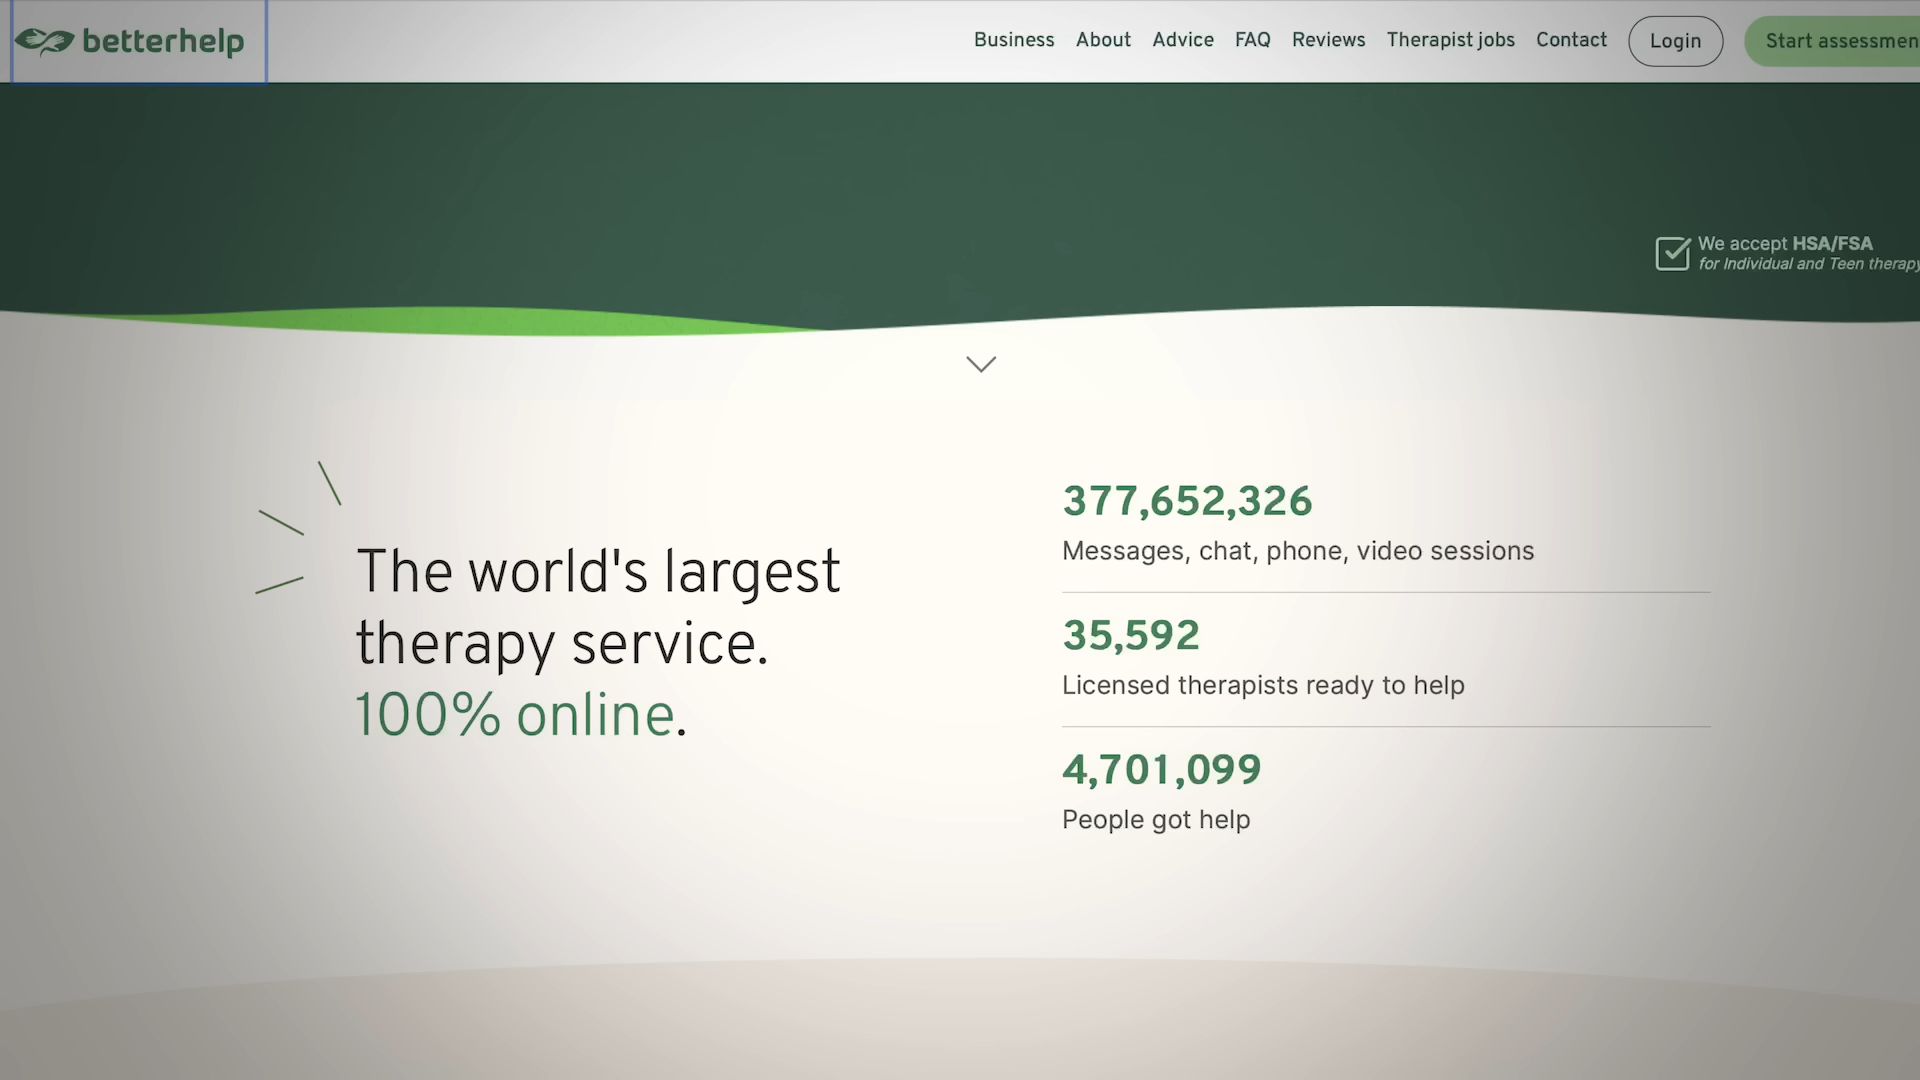 betterhelp
Business About Advice FAQ Reviews Therapist jobs Contact Login Start assessmen
We accept HSA/FSA
for Individual and Teen therapy
The world's largest
therapy service.
100% online.
377,652,326
Messages, chat, phone, video sessions
35,592
Licensed therapists ready to help
4,701,099
People got help